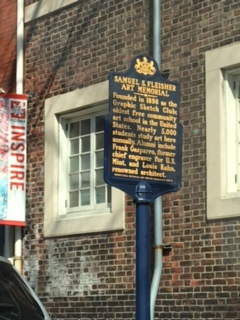 SAMUEL S. FLEISHER
ART MEMORIAL
Founded in 1898 as the
Graphic Sketch Club;
oldest free community
art school in the United
States. Nearly 5,000
students study art here
annually. Alumni include
Frank Gasparro, former
chief engraver for U.S.
Mint, and Louis Kahn,
renowned architect.
INSPIRE